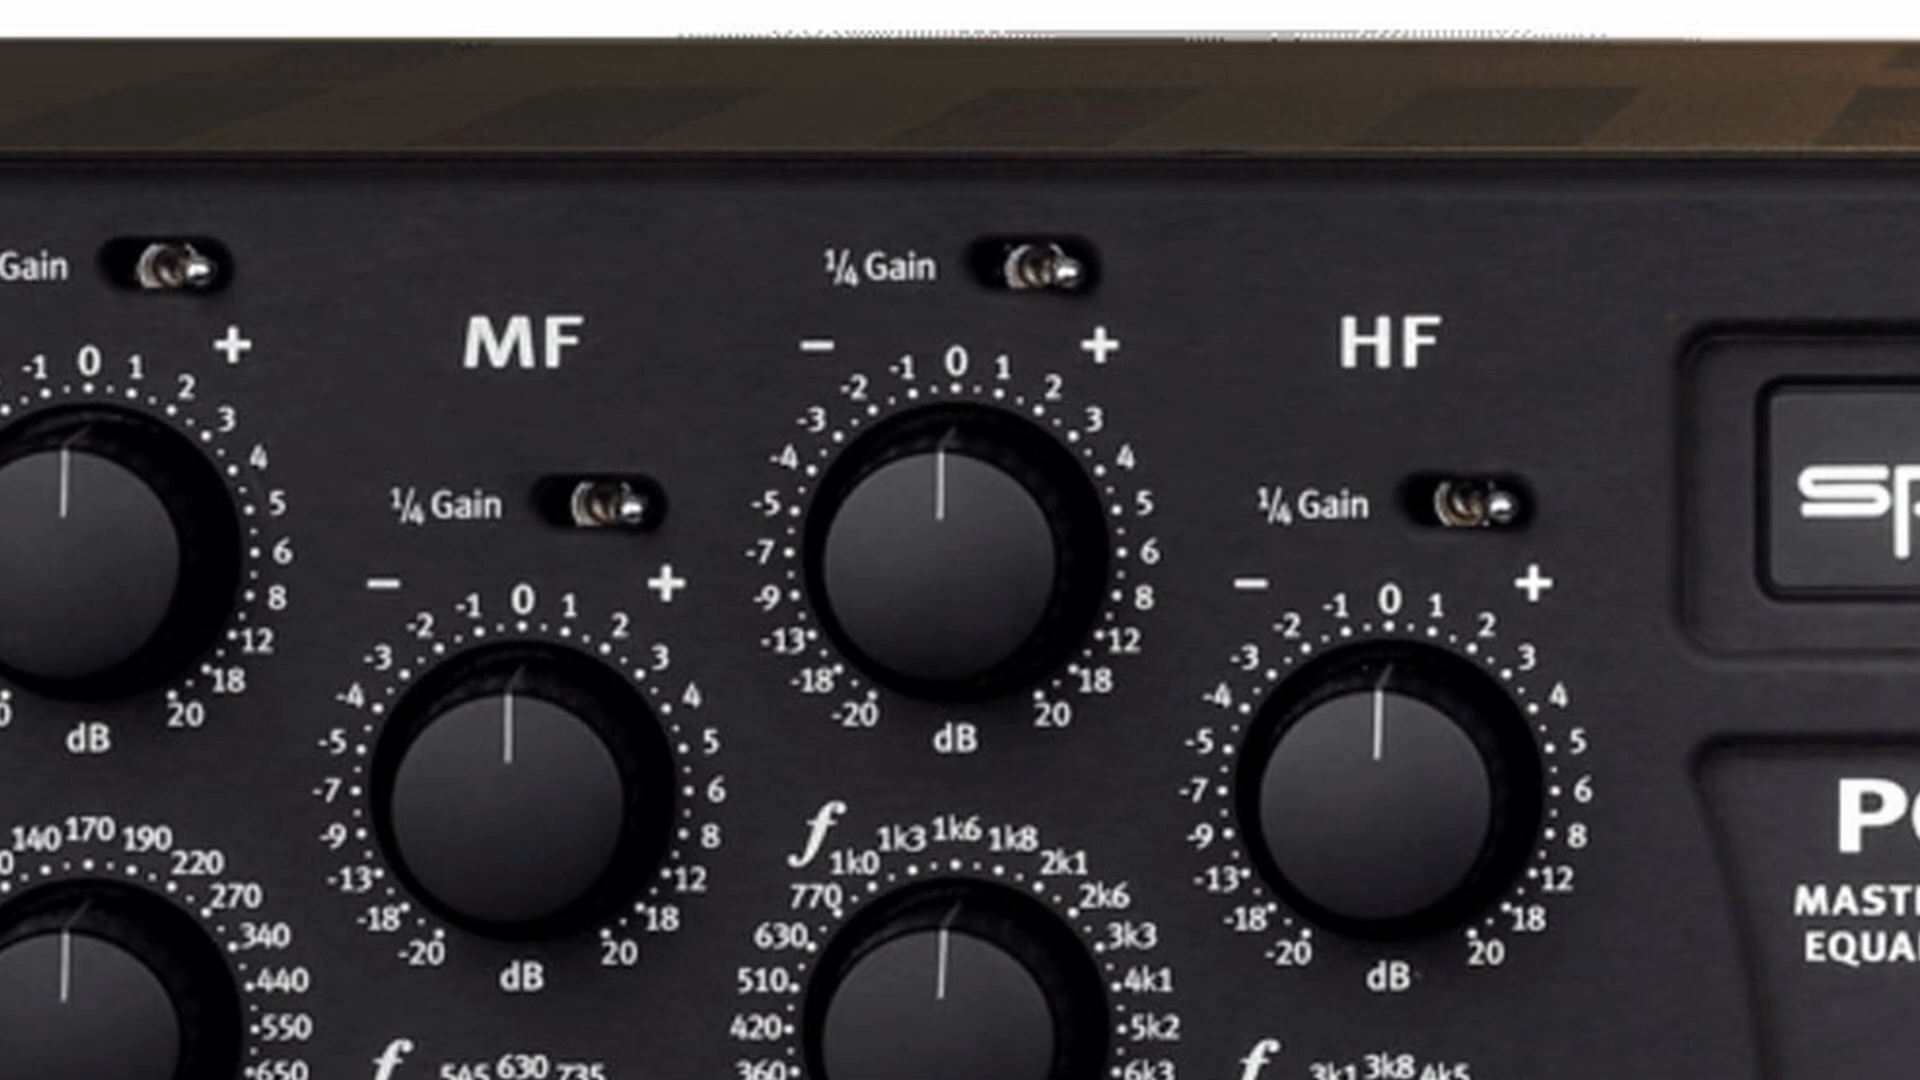 Gain
¼ Gain
MF
HF
+
− +
-1 0 1 2 3 4 5 6 8 12 18 20
dB
¼ Gain
− +
-20 -18 -13 -9 -7 -5 -4 -3 -2 -1 0 1 2 3 4 5 6 8 12 18 20
dB
-20 -18 -13 -9 -7 -5 -4 -3 -2 -1 0 1 2 3 4 5 6 8 12 18 20
dB
¼ Gain
− +
-20 -18 -13 -9 -7 -5 -4 -3 -2 -1 0 1 2 3 4 5 6 8 12 18 20
dB
140 170 190 220 270 340 440 550 650
f
360 420 510 630 770 1k0 1k3 1k6 1k8 2k1 2k6 3k3 4k1 5k2 6k3
f
545 630 735
f
3k1 3k8 4k5
MAST
EQUA